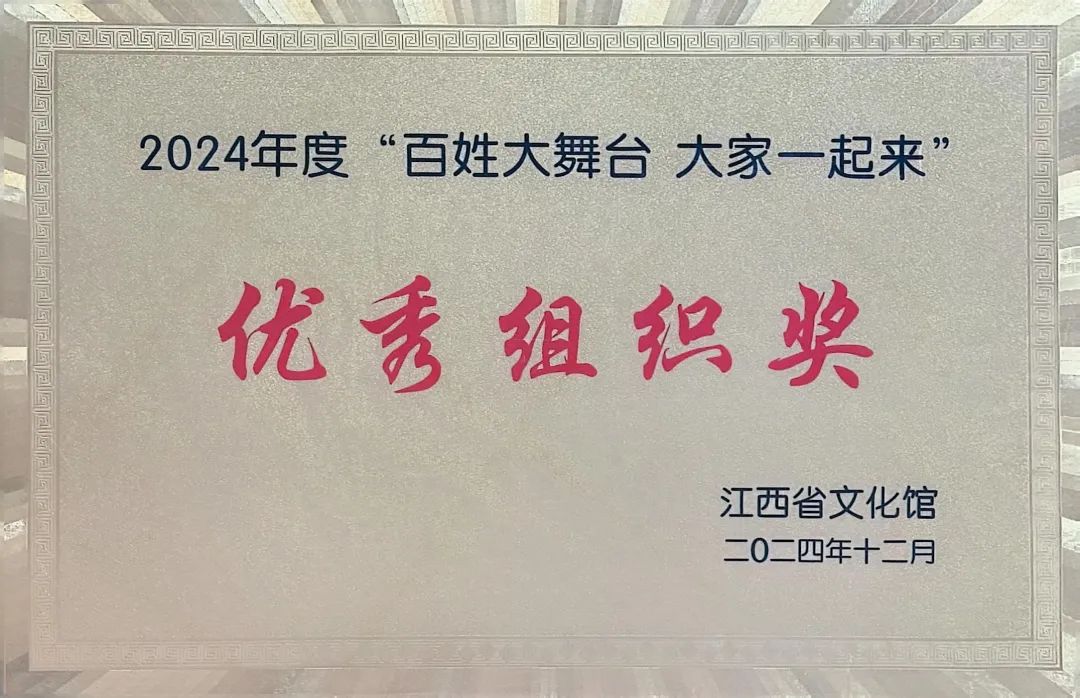 2024年度“百姓大舞台 大家一起来”
优秀组织奖
江西省文化馆
二0二四年十二月